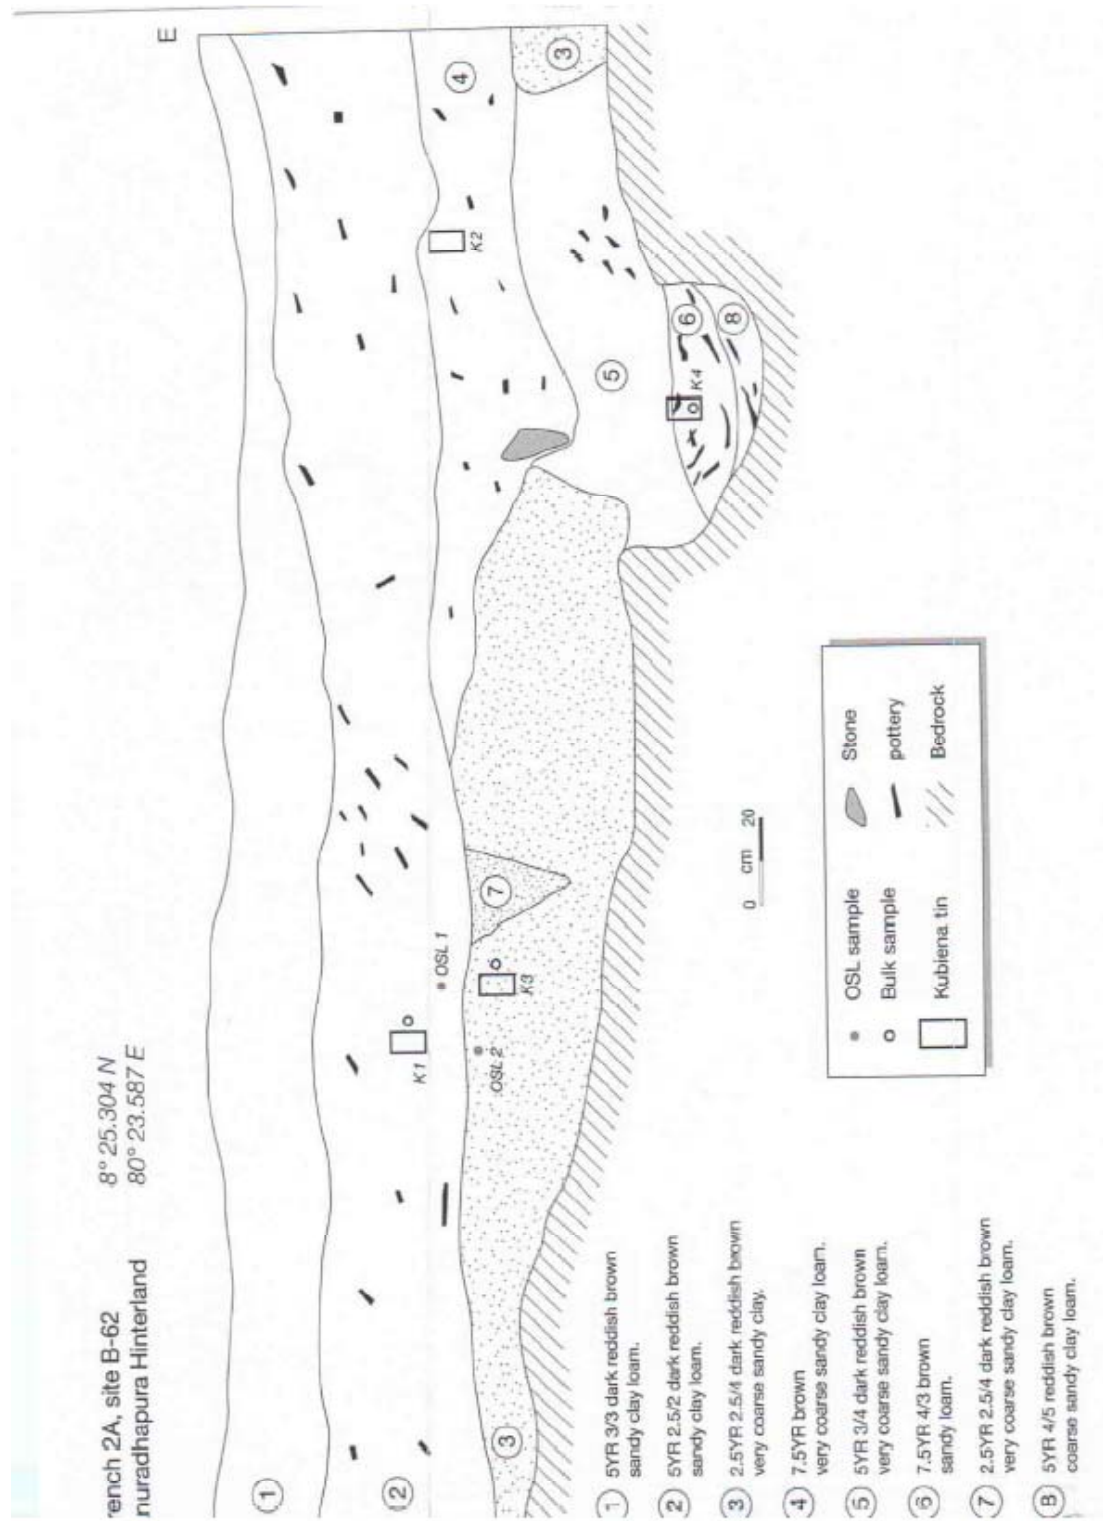 rench 2A, site B-62
8° 25.304 N
nuradhapura Hinterland
80° 23.587 E
E
1
2
3
4
3
5
6
7
8
K1
K2
K3
K4
OSL 1
OSL 2
0 cm 20
OSL sample
Stone
Bulk sample
pottery
Kubiena tin
Bedrock
1 5YR 3/3 dark reddish brown
sandy clay loam.
2 5YR 2.5/2 dark reddish brown
sandy clay loam.
3 2.5YR 2.5/4 dark reddish brown
very coarse sandy clay.
4 7.5YR brown
very coarse sandy clay loam.
5 5YR 3/4 dark reddish brown
very coarse sandy clay loam.
6 7.5YR 4/3 brown
sandy loam.
7 2.5YR 2.5/4 dark reddish brown
very coarse sandy clay loam.
8 5YR 4/5 reddish brown
coarse sandy clay loam.